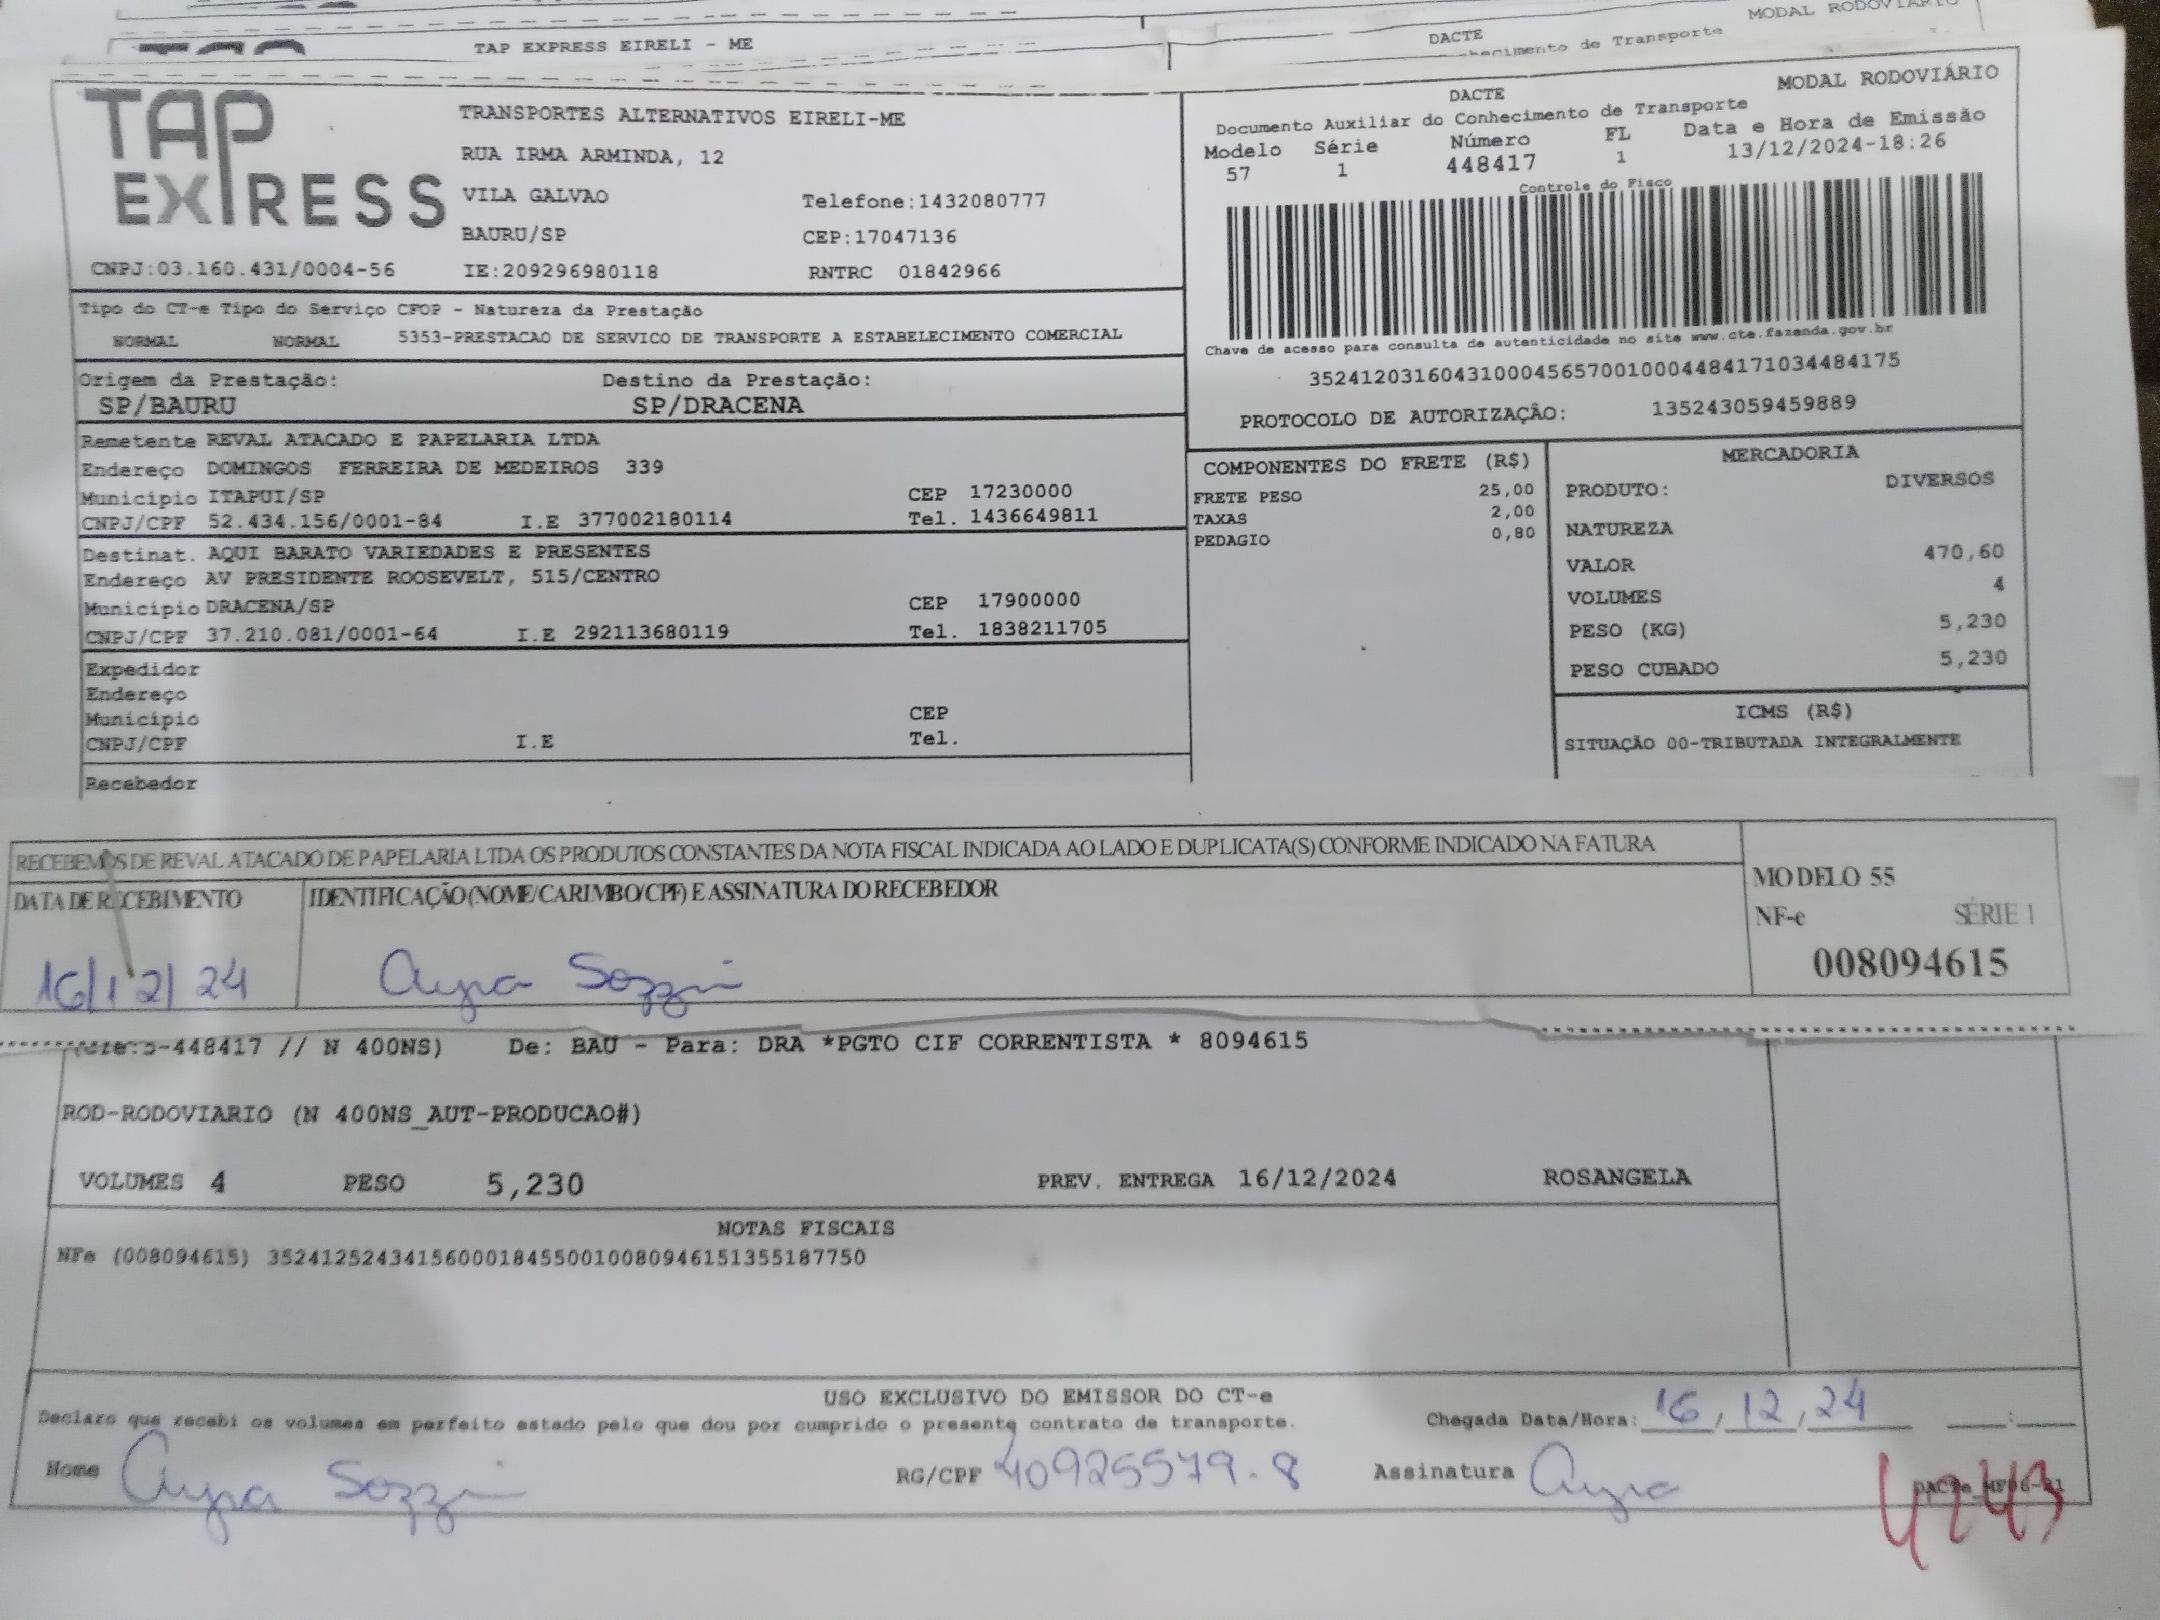 MODAL RODOVIÁRIO
TAP EXPRESS EIRELI - ME
DACTE
TAP EXPRESS
TRANSPORTES ALTERNATIVOS EIRELI-ME
RUA IRMA ARMINDA, 12
VILA GALVAO Telefone:1432080777
BAURU/SP CEP:17047136
CNPJ:03.160.431/0004-56 IE:209296980118 RNTRC 01842966
MODAL RODOVIÁRIO
DACTE
Documento Auxiliar do Conhecimento de Transporte
Modelo Série Número FL Data e Hora de Emissão
57 1 448417 1 13/12/2024-18:26
Controle do Fisco
Chave de acesso para consulta de autenticidade no site www.cte.fazenda.gov.br
35241203160431000456570010004484171034484175
PROTOCOLO DE AUTORIZAÇÃO: 135243059459889
Tipo do CT-e Tipo do Serviço CFOP - Natureza da Prestação
NORMAL NORMAL 5353-PRESTACAO DE SERVICO DE TRANSPORTE A ESTABELECIMENTO COMERCIAL
Origem da Prestação: Destino da Prestação:
SP/BAURU SP/DRACENA
Remetente REVAL ATACADO E PAPELARIA LTDA
Endereço DOMINGOS FERREIRA DE MEDEIROS 339
Município ITAPUI/SP CEP 17230000
CNPJ/CPF 52.434.156/0001-84 I.E 377002180114 Tel. 1436649811
Destinat. AQUI BARATO VARIEDADES E PRESENTES
Endereço AV PRESIDENTE ROOSEVELT, 515/CENTRO
Município DRACENA/SP CEP 17900000
CNPJ/CPF 37.210.081/0001-64 I.E 292113680119 Tel. 1838211705
Expedidor
Endereço
Município CEP
CNPJ/CPF I.E Tel.
Recebedor
COMPONENTES DO FRETE (R$)
FRETE PESO 25,00
TAXAS 2,00
PEDAGIO 0,80
MERCADORIA
PRODUTO: DIVERSOS
NATUREZA
VALOR 470,60
VOLUMES 4
PESO (KG) 5,230
PESO CUBADO 5,230
ICMS (R$)
SITUAÇÃO 00-TRIBUTADA INTEGRALMENTE
RECEBEMOS DE REVAL ATACADO DE PAPELARIA LTDA OS PRODUTOS CONSTANTES DA NOTA FISCAL INDICADA AO LADO E DUPLICATA(S) CONFORME INDICADO NA FATURA
DATA DE RECEBIMENTO IDENTIFICAÇÃO (NOME/CARIMBO/CPF) E ASSINATURA DO RECEBEDOR
16/12/24 Ayra Sozzi
MODELO 55
NF-e SÉRIE 1
008094615
-448417 // N 400NS) De: BAU - Para: DRA *PGTO CIF CORRENTISTA * 8094615
ROD-RODOVIARIO (N 400NS_AUT-PRODUCAO#)
VOLUMES 4 PESO 5,230 PREV. ENTREGA 16/12/2024 ROSANGELA
NOTAS FISCAIS
NFe (008094615) 35241252434156000184550010080946151355187750
USO EXCLUSIVO DO EMISSOR DO CT-e
Declaro que recebi os volumes em perfeito estado pelo que dou por cumprido o presente contrato de transporte. Chegada Data/Hora: 16, 12, 24 :
Nome Ayra Sozzi RG/CPF 40925579-8 Assinatura Ayra